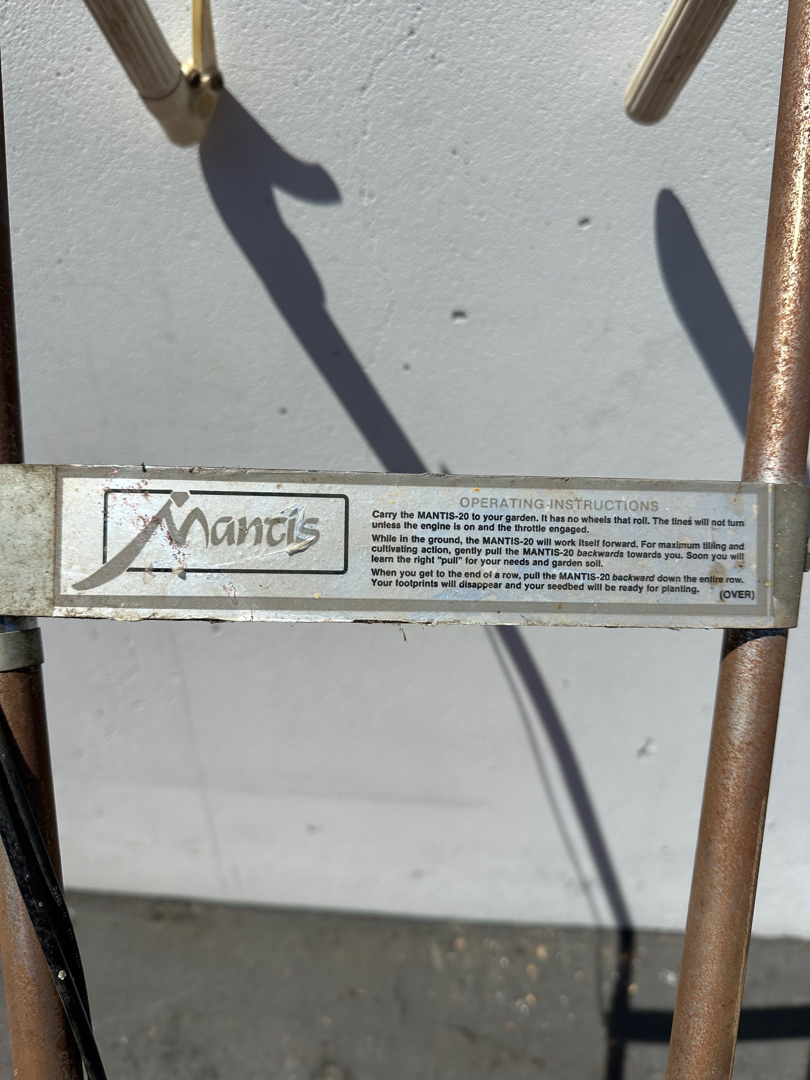 Mantis
OPERATING INSTRUCTIONS
Carry the MANTIS-20 to your garden. It has no wheels that roll. The tines will not turn
unless the engine is on and the throttle engaged.
While in the ground, the MANTIS-20 will work itself forward. For maximum tilling and
cultivating action, gently pull the MANTIS-20 backwards towards you. Soon you will
learn the right "pull" for your needs and garden soil.
When you get to the end of a row, pull the MANTIS-20 backward down the entire row.
Your footprints will disappear and your seedbed will be ready for planting.
(OVER)